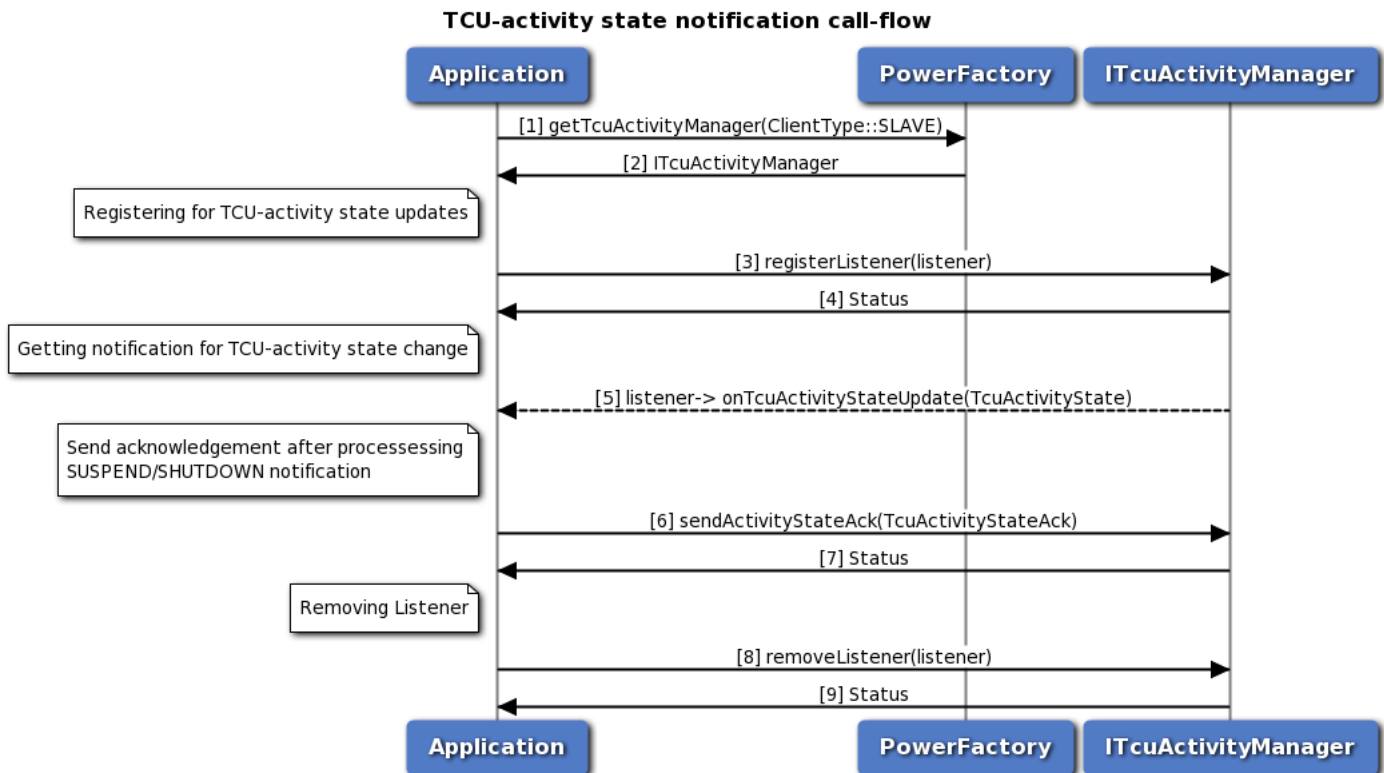 TCU-activity state notification call-flow
Application
PowerFactory
ITcuActivityManager
[1] getTcuActivityManager(ClientType::SLAVE)
[2] ITcuActivityManager
Registering for TCU-activity state updates
[3] registerListener(listener)
[4] Status
Getting notification for TCU-activity state change
[5] listener-> onTcuActivityStateUpdate(TcuActivityState)
Send acknowledgement after processessing
SUSPEND/SHUTDOWN notification
[6] sendActivityStateAck(TcuActivityStateAck)
[7] Status
Removing Listener
[8] removeListener(listener)
[9] Status
Application
PowerFactory
ITcuActivityManager